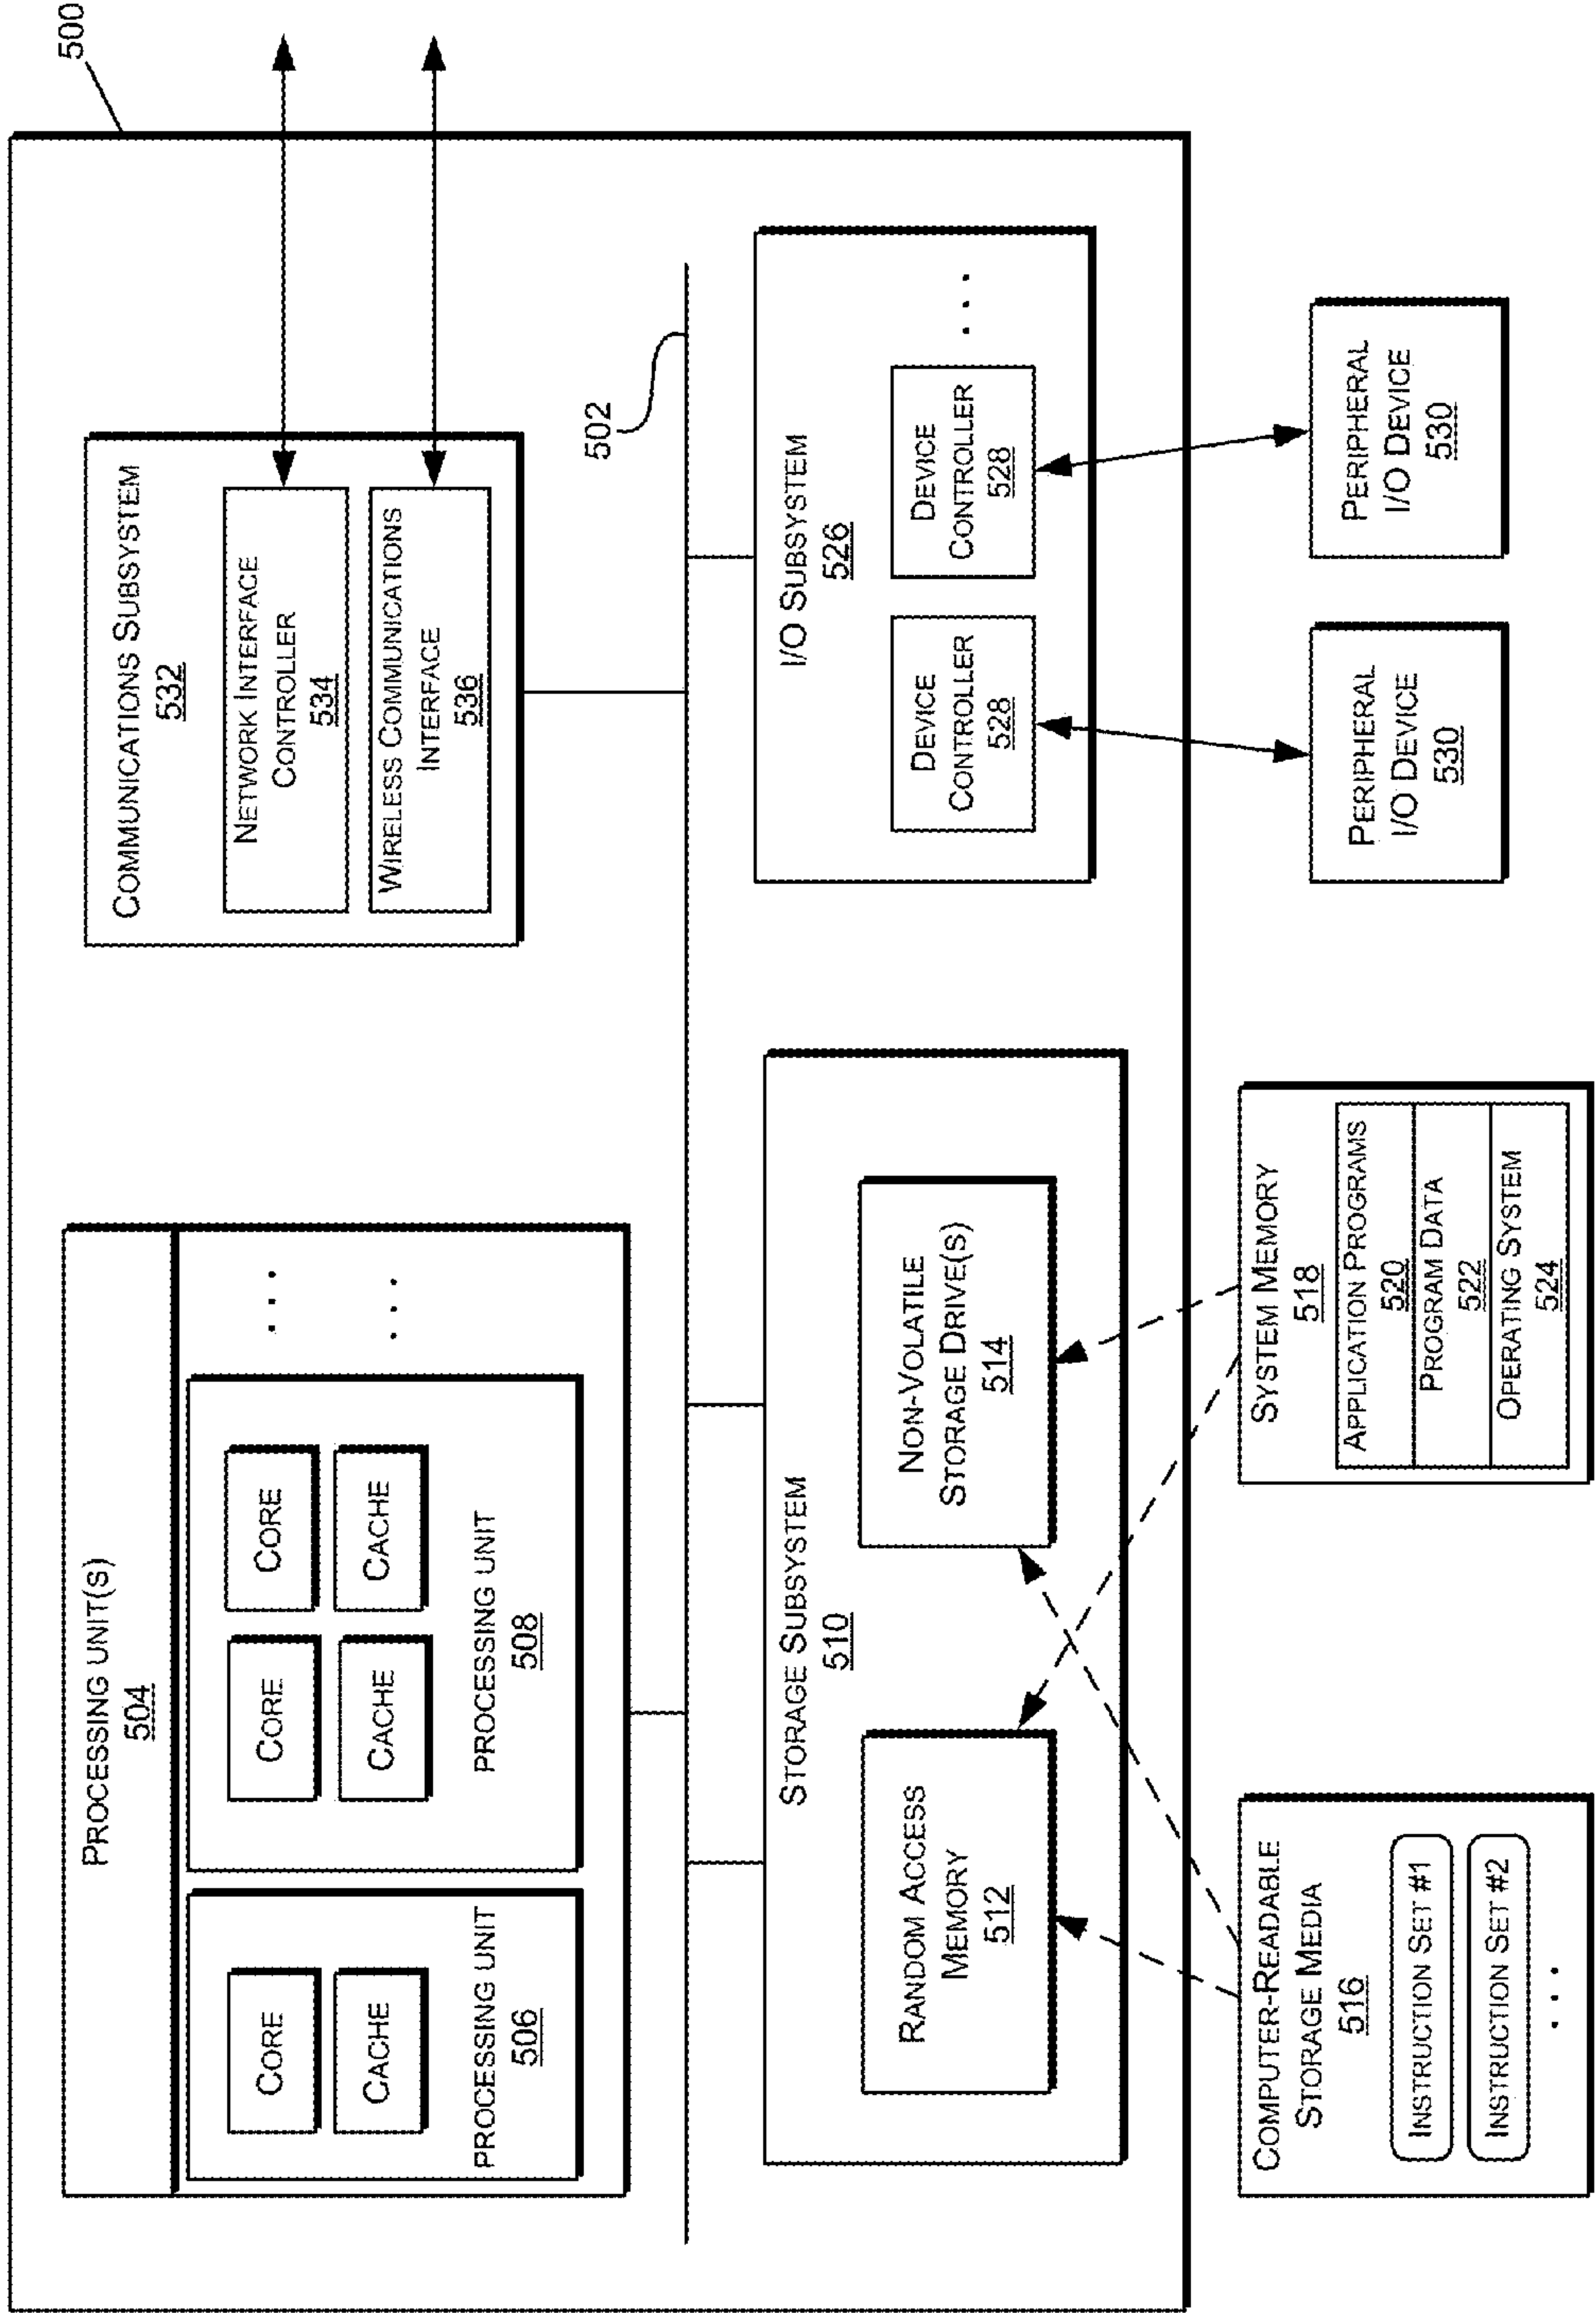 500
PROCESSING UNIT(S)
504
CORE
CACHE
PROCESSING UNIT
506
CORE
CORE
CACHE
CACHE
PROCESSING UNIT
508
...
...
COMMUNICATIONS SUBSYSTEM
532
NETWORK INTERFACE
CONTROLLER
534
WIRELESS COMMUNICATIONS
INTERFACE
536
502
STORAGE SUBSYSTEM
510
RANDOM ACCESS
MEMORY
512
NON-VOLATILE
STORAGE DRIVE(S)
514
I/O SUBSYSTEM
526
DEVICE
CONTROLLER
528
DEVICE
CONTROLLER
528
...
COMPUTER-READABLE
STORAGE MEDIA
516
INSTRUCTION SET #1
INSTRUCTION SET #2
...
SYSTEM MEMORY
518
APPLICATION PROGRAMS
520
PROGRAM DATA
522
OPERATING SYSTEM
524
PERIPHERAL
I/O DEVICE
530
PERIPHERAL
I/O DEVICE
530